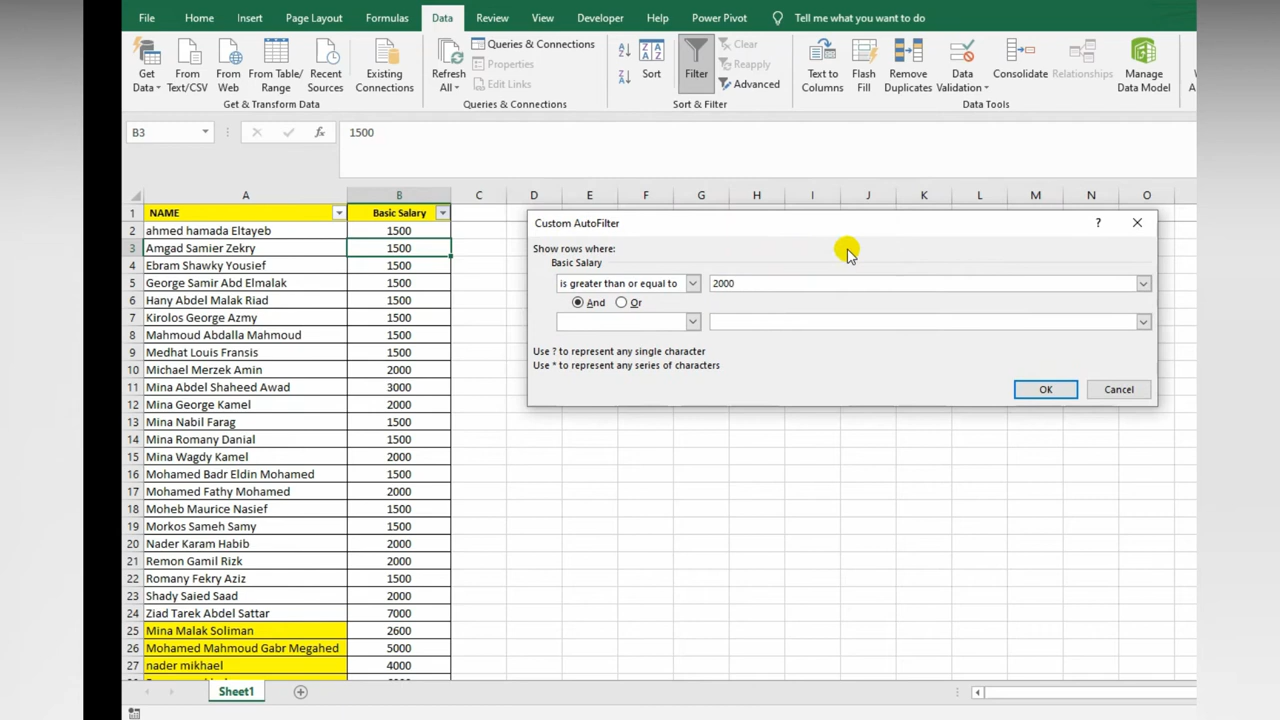 File Home Insert Page Layout Formulas Data Review View Developer Help Power Pivot Tell me what you want to do
Get Data
From Text/CSV
From Web
From Table/ Range
Recent Sources
Existing Connections
Get & Transform Data
Refresh All
Queries & Connections
Properties
Edit Links
Queries & Connections
Sort
Filter
Clear
Reapply
Advanced
Sort & Filter
Text to Columns
Flash Fill
Remove Duplicates
Data Validation
Consolidate
Relationships
Manage Data Model
Data Tools
B3 fx 1500
A B C D E F G H I J K L M N O
1 NAME Basic Salary
2 ahmed hamada Eltayeb 1500
3 Amgad Samier Zekry 1500
4 Ebram Shawky Yousief 1500
5 George Samir Abd Elmalak 1500
6 Hany Abdel Malak Riad 1500
7 Kirolos George Azmy 1500
8 Mahmoud Abdalla Mahmoud 1500
9 Medhat Louis Fransis 1500
10 Michael Merzek Amin 2000
11 Mina Abdel Shaheed Awad 3000
12 Mina George Kamel 2000
13 Mina Nabil Farag 1500
14 Mina Romany Danial 1500
15 Mina Wagdy Kamel 2000
16 Mohamed Badr Eldin Mohamed 1500
17 Mohamed Fathy Mohamed 2000
18 Moheb Maurice Nasief 1500
19 Morkos Sameh Samy 1500
20 Nader Karam Habib 2000
21 Remon Gamil Rizk 2000
22 Romany Fekry Aziz 1500
23 Shady Saied Saad 2000
24 Ziad Tarek Abdel Sattar 7000
25 Mina Malak Soliman 2600
26 Mohamed Mahmoud Gabr Megahed 5000
27 nader mikhael 4000
Custom AutoFilter ?
Show rows where:
Basic Salary
is greater than or equal to 2000
And Or
Use ? to represent any single character
Use * to represent any series of characters
OK Cancel
Sheet1